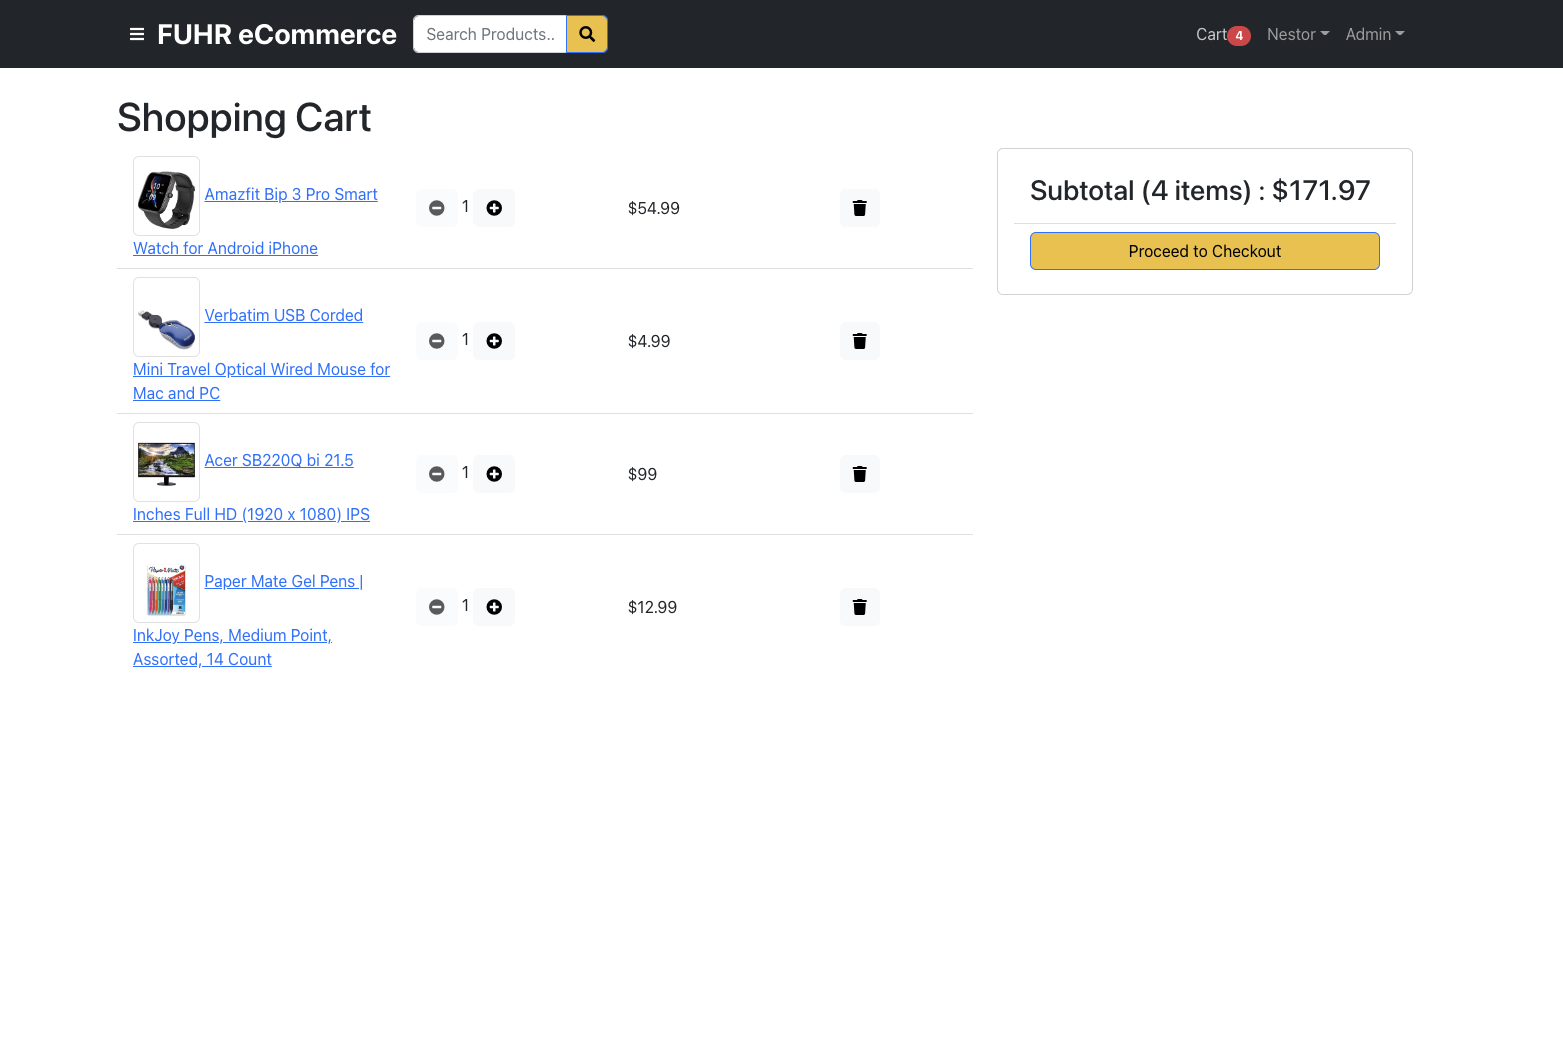 FUHR eCommerce
Search Products..
Cart 4
Nestor
Admin
Shopping Cart
Amazfit Bip 3 Pro Smart
Watch for Android iPhone
1
$54.99
Verbatim USB Corded
Mini Travel Optical Wired Mouse for
Mac and PC
1
$4.99
Acer SB220Q bi 21.5
Inches Full HD (1920 x 1080) IPS
1
$99
Paper Mate Gel Pens |
InkJoy Pens, Medium Point,
Assorted, 14 Count
1
$12.99
Subtotal (4 items) : $171.97
Proceed to Checkout